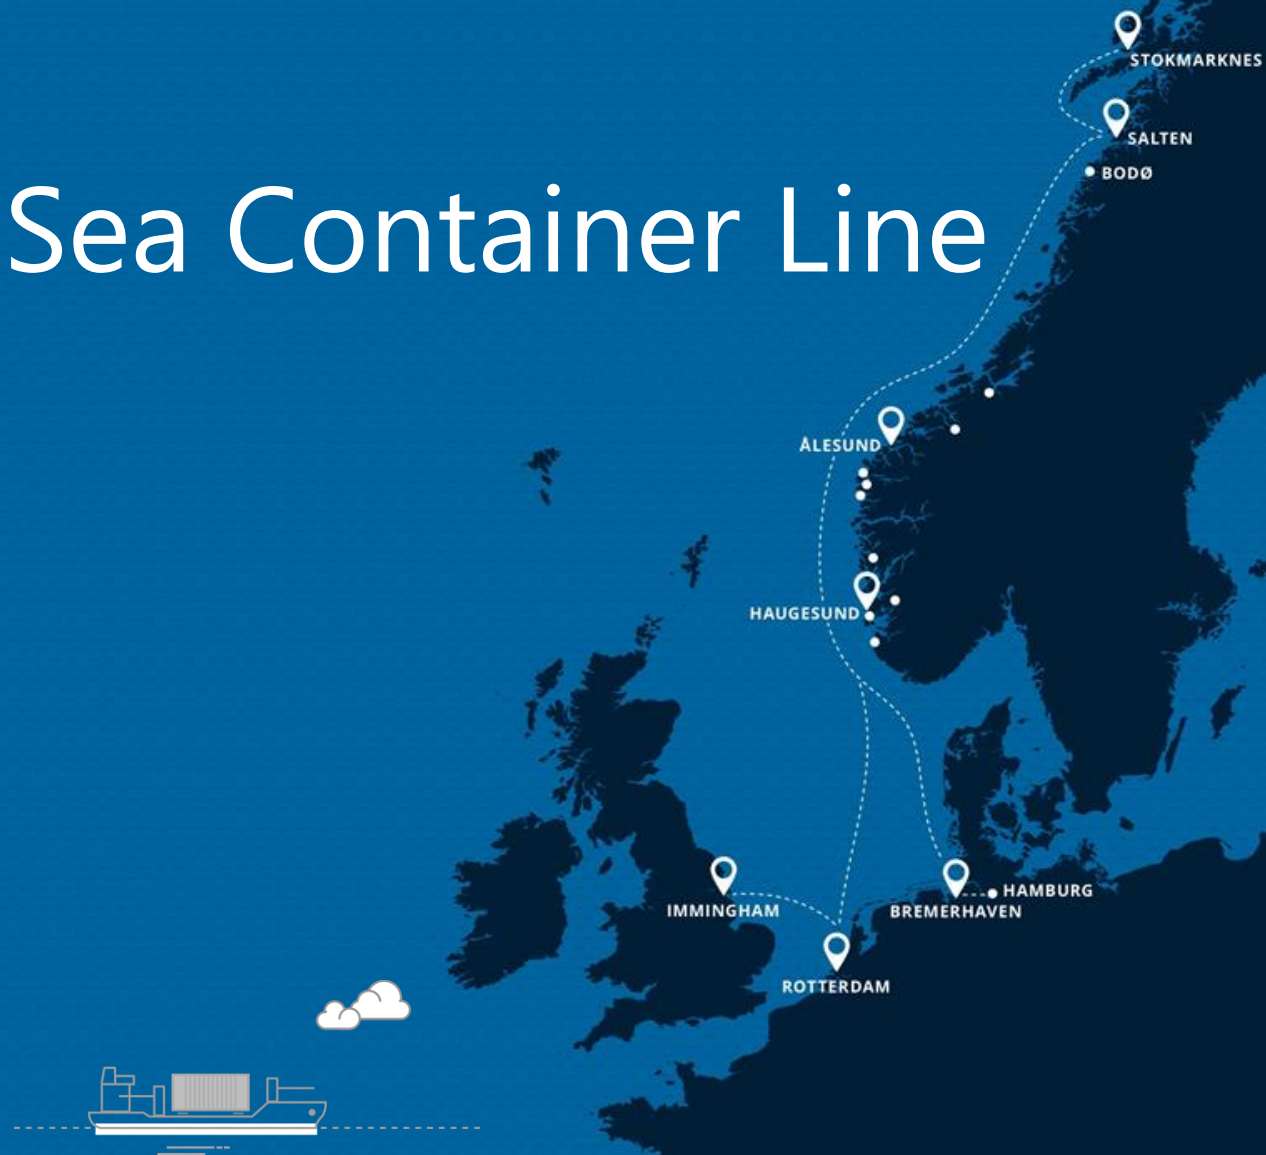 STOKMARKNES
SALTEN
BODØ
Sea Container Line
ÅLESUND
HAUGESUND
HAMBURG
IMMINGHAM
BREMERHAVEN
ROTTERDAM